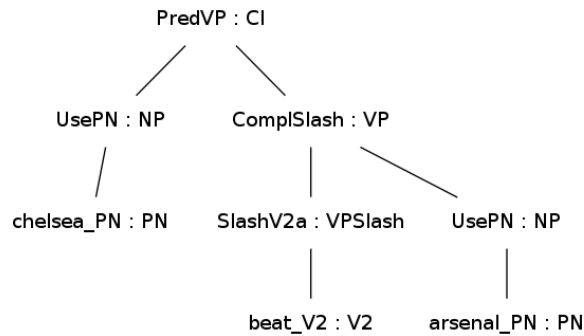 PredVP : Cl
UsePN : NP ComplSlash : VP
chelsea_PN : PN SlashV2a : VPSlash UsePN : NP
beat_V2 : V2 arsenal_PN : PN